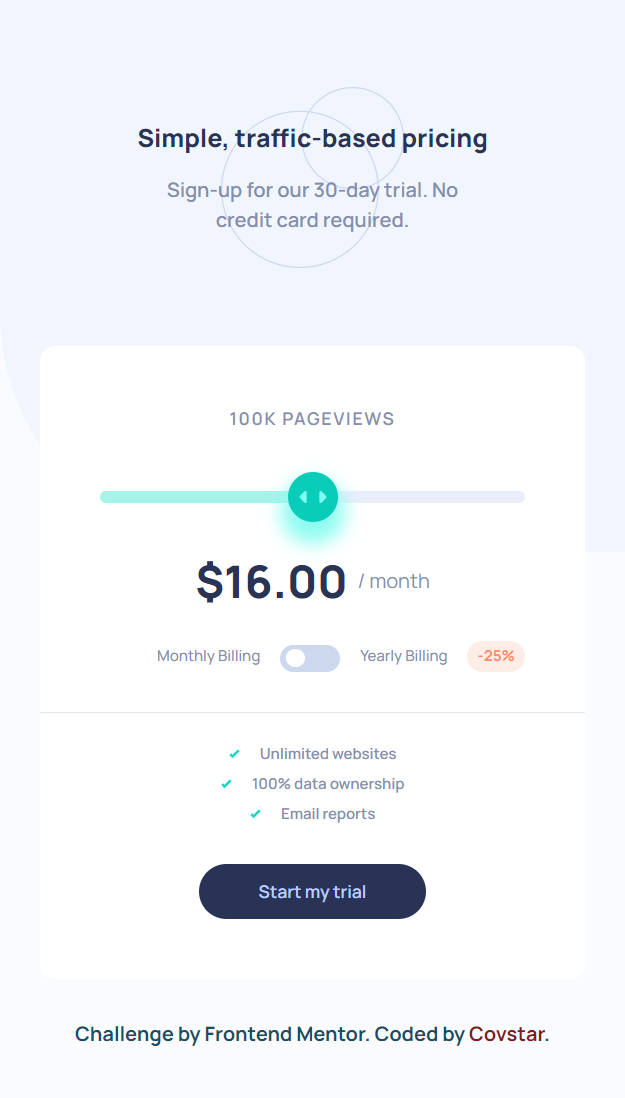 Simple, traffic-based pricing
Sign-up for our 30-day trial. No
credit card required.
100K PAGEVIEWS
$16.00 / month
Monthly Billing Yearly Billing -25%
Unlimited websites
100% data ownership
Email reports
Start my trial
Challenge by Frontend Mentor. Coded by Covstar.